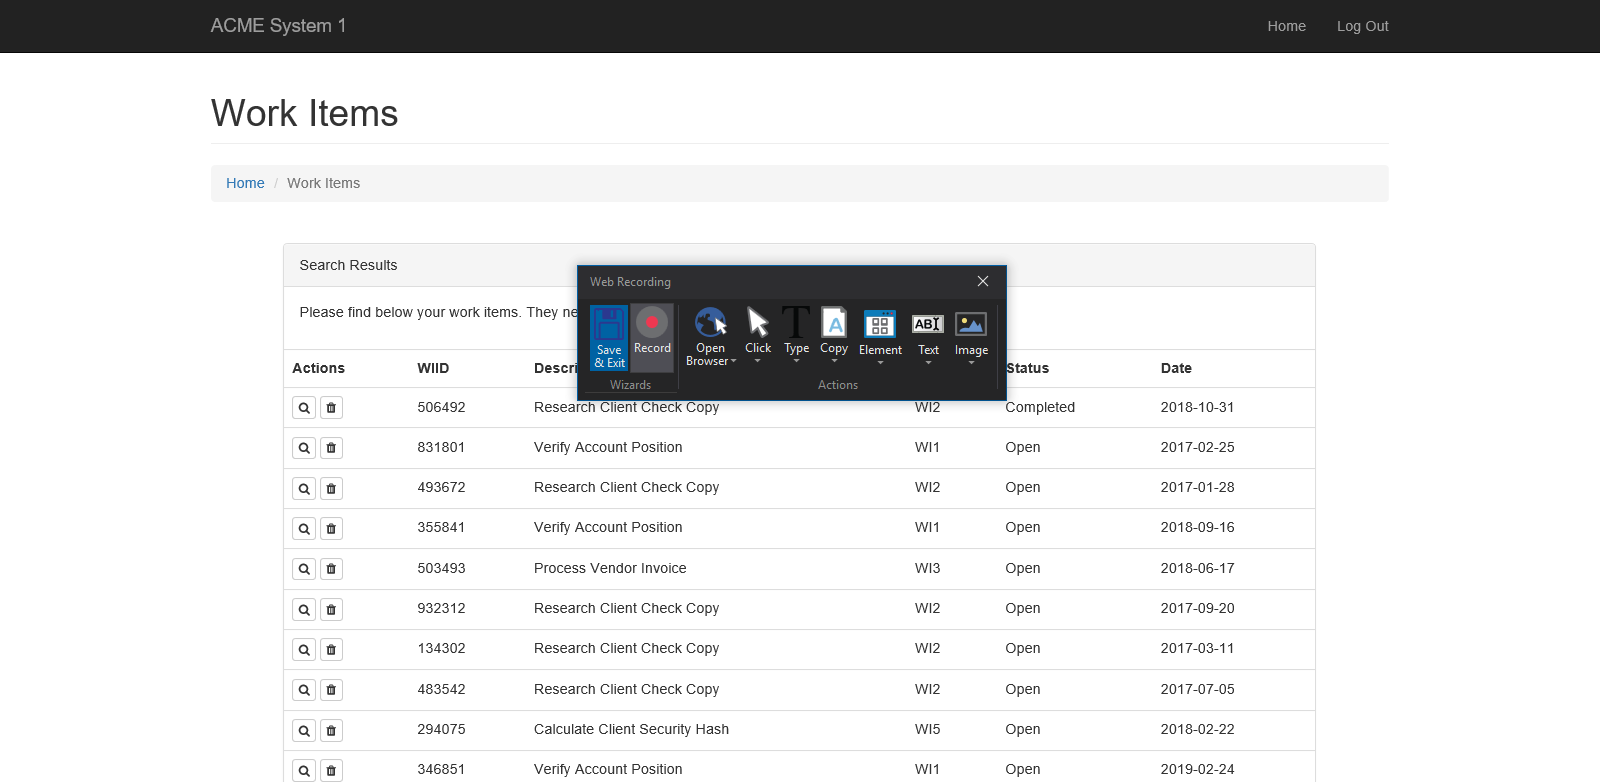 ACME System 1 Home Log Out
Work Items
Home / Work Items
Search Results
Web Recording
Please find below your work items. They
Save & Exit Record Open Browser Click Type Copy Element Text Image
Wizards Actions
Actions WIID Status Date
506492 Research Client Check Copy WI2 Completed 2018-10-31
831801 Verify Account Position WI1 Open 2017-02-25
493672 Research Client Check Copy WI2 Open 2017-01-28
355841 Verify Account Position WI1 Open 2018-09-16
503493 Process Vendor Invoice WI3 Open 2018-06-17
932312 Research Client Check Copy WI2 Open 2017-09-20
134302 Research Client Check Copy WI2 Open 2017-03-11
483542 Research Client Check Copy WI2 Open 2017-07-05
294075 Calculate Client Security Hash WI5 Open 2018-02-22
346851 Verify Account Position WI1 Open 2019-02-24